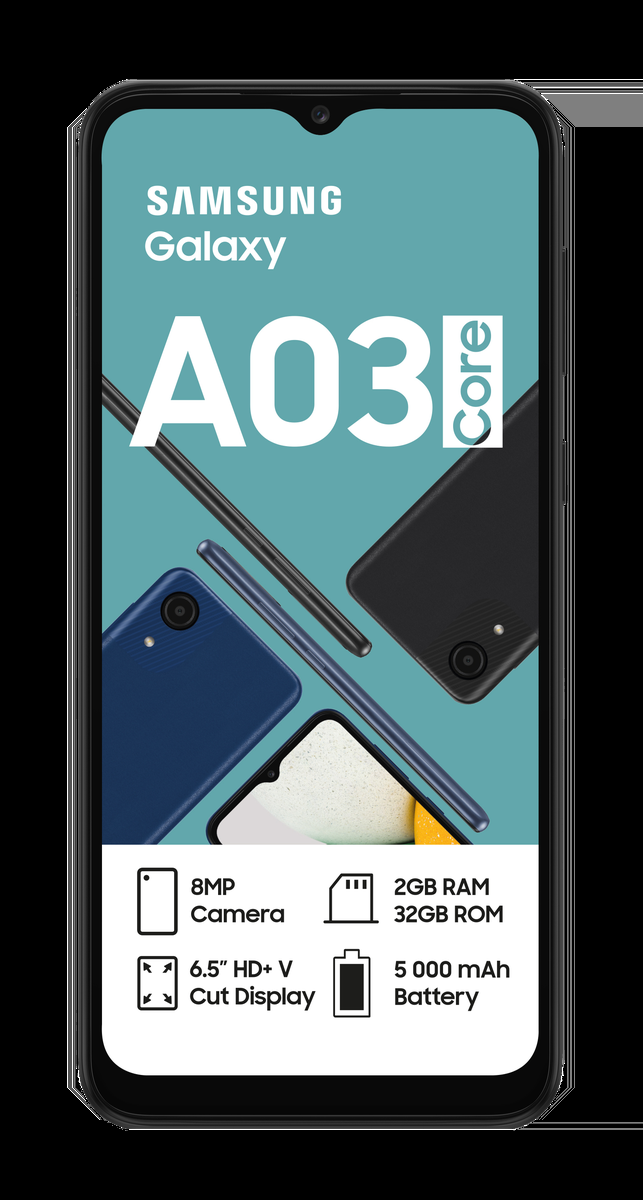 SAMSUNG
Galaxy
A03 Core
8MP
Camera
2GB RAM
32GB ROM
6.5” HD+ V
Cut Display
5 000 mAh
Battery